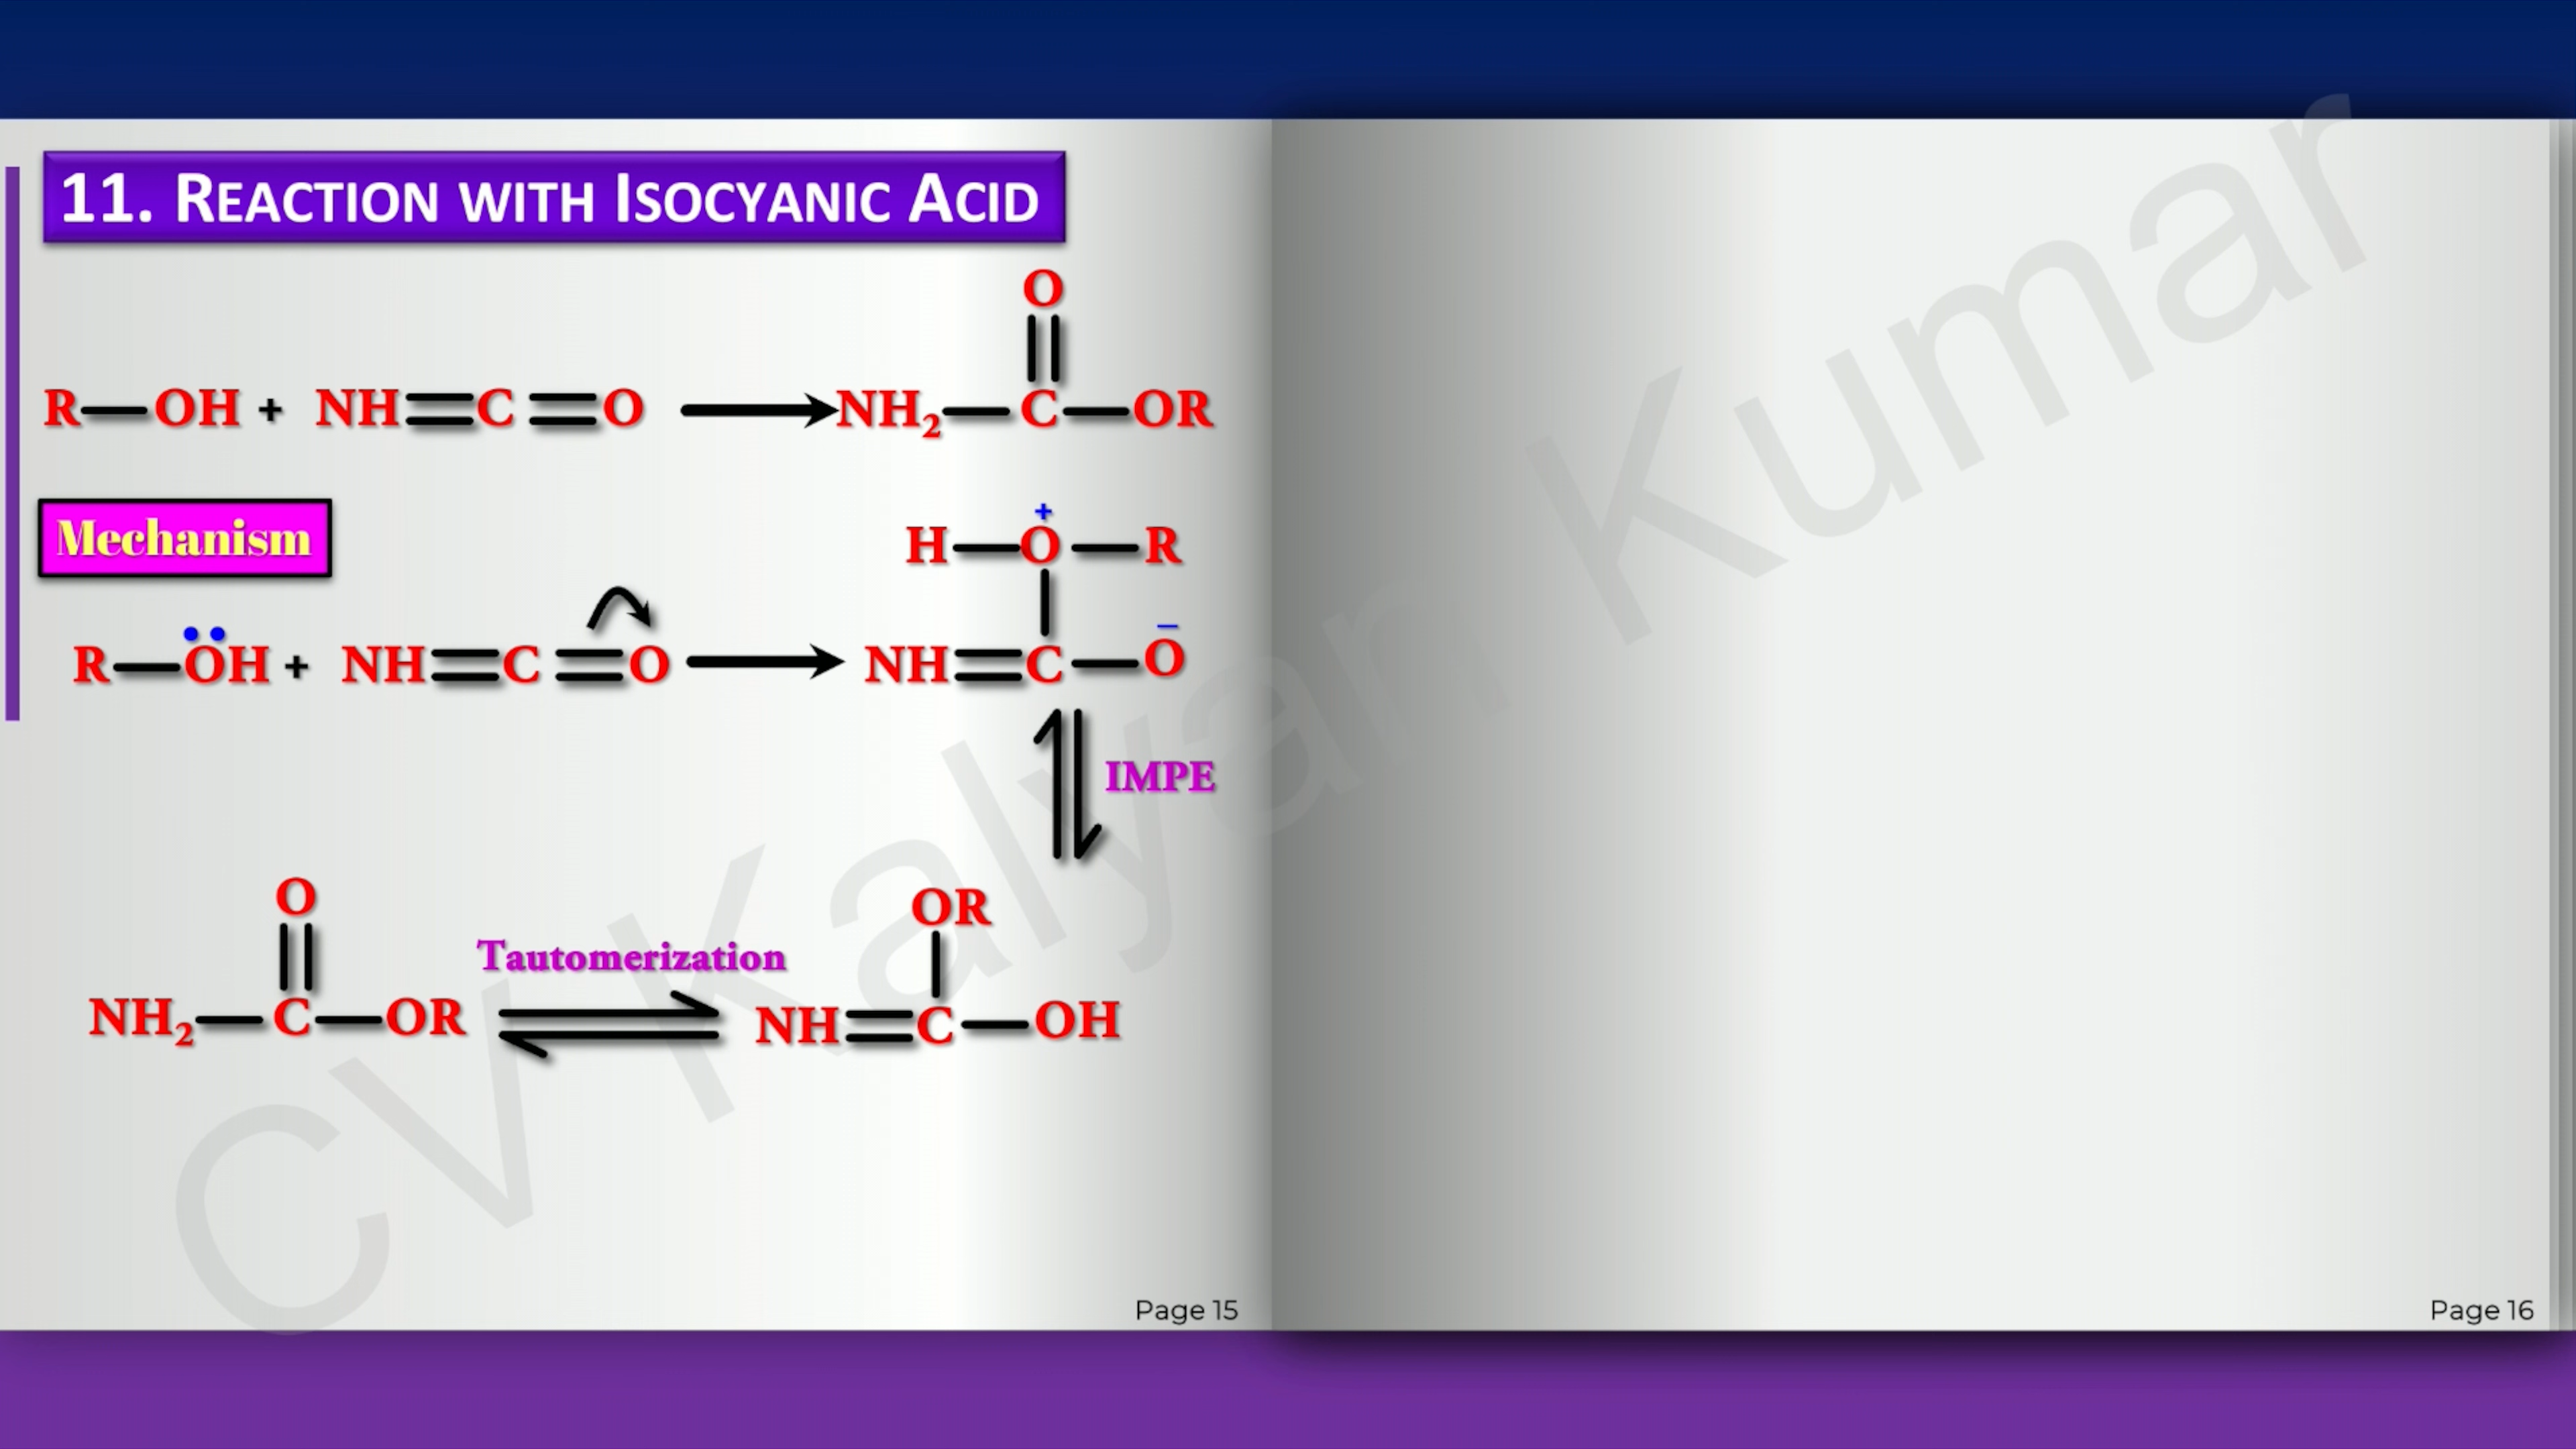 11. REACTION WITH ISOCYANIC ACID
O
R—OH + NH=C=O → NH₂—C—OR
Mechanism
+
H—O—R
R—OH + NH=C=O → NH=C—O⁻
IMPE
O
OR
Tautomerization
NH₂—C—OR ⇌ NH=C—OH
CV Kalyan Kumar
Page 15
Page 16